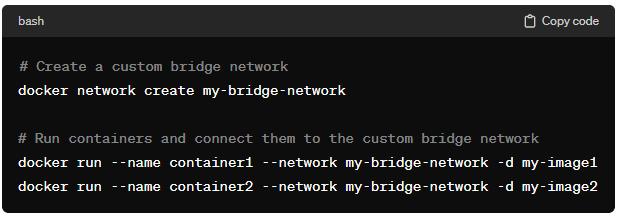 bash Copy code
# Create a custom bridge network
docker network create my-bridge-network
# Run containers and connect them to the custom bridge network
docker run --name container1 --network my-bridge-network -d my-image1
docker run --name container2 --network my-bridge-network -d my-image2